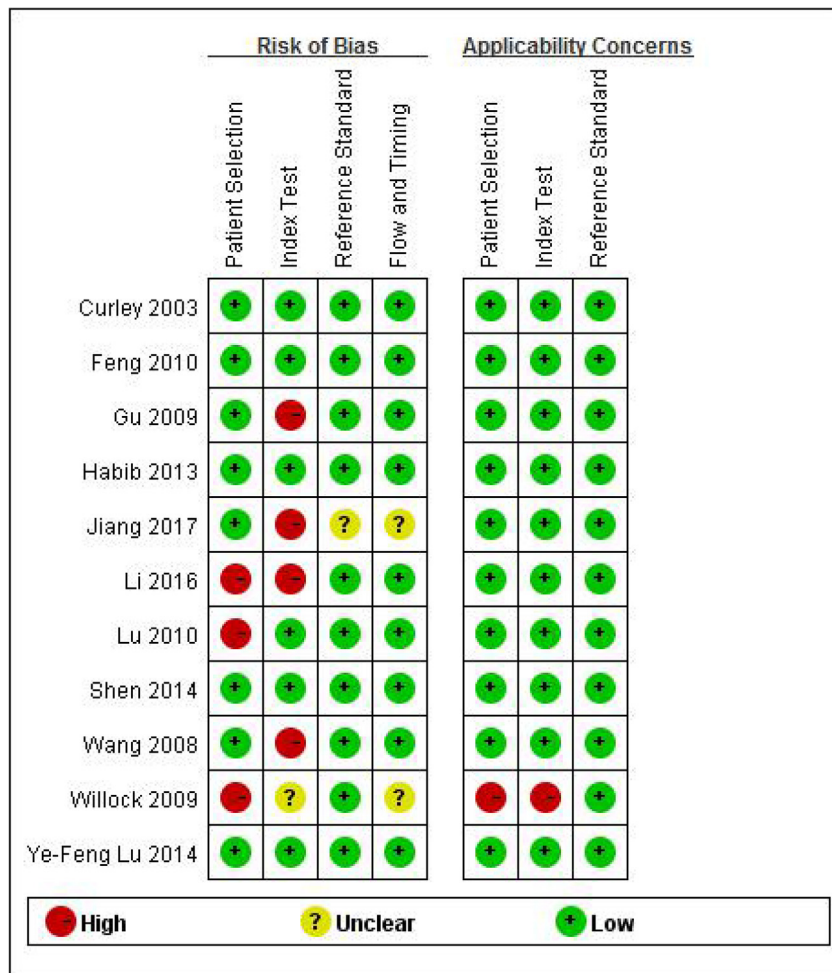 Risk of Bias Applicability Concerns
Patient Selection
Index Test
Reference Standard
Flow and Timing
Patient Selection
Index Test
Reference Standard
Curley 2003 + + + + + + +
Feng 2010 + + + + + + +
Gu 2009 + - + + + + +
Habib 2013 + + + + + + +
Jiang 2017 + - ? ? + + +
Li 2016 - - + + + + +
Lu 2010 - + + + + + +
Shen 2014 + + + + + + +
Wang 2008 + - + + + + +
Willock 2009 - ? + ? - - +
Ye-Feng Lu 2014 + + + + + + +
- High ? Unclear + Low